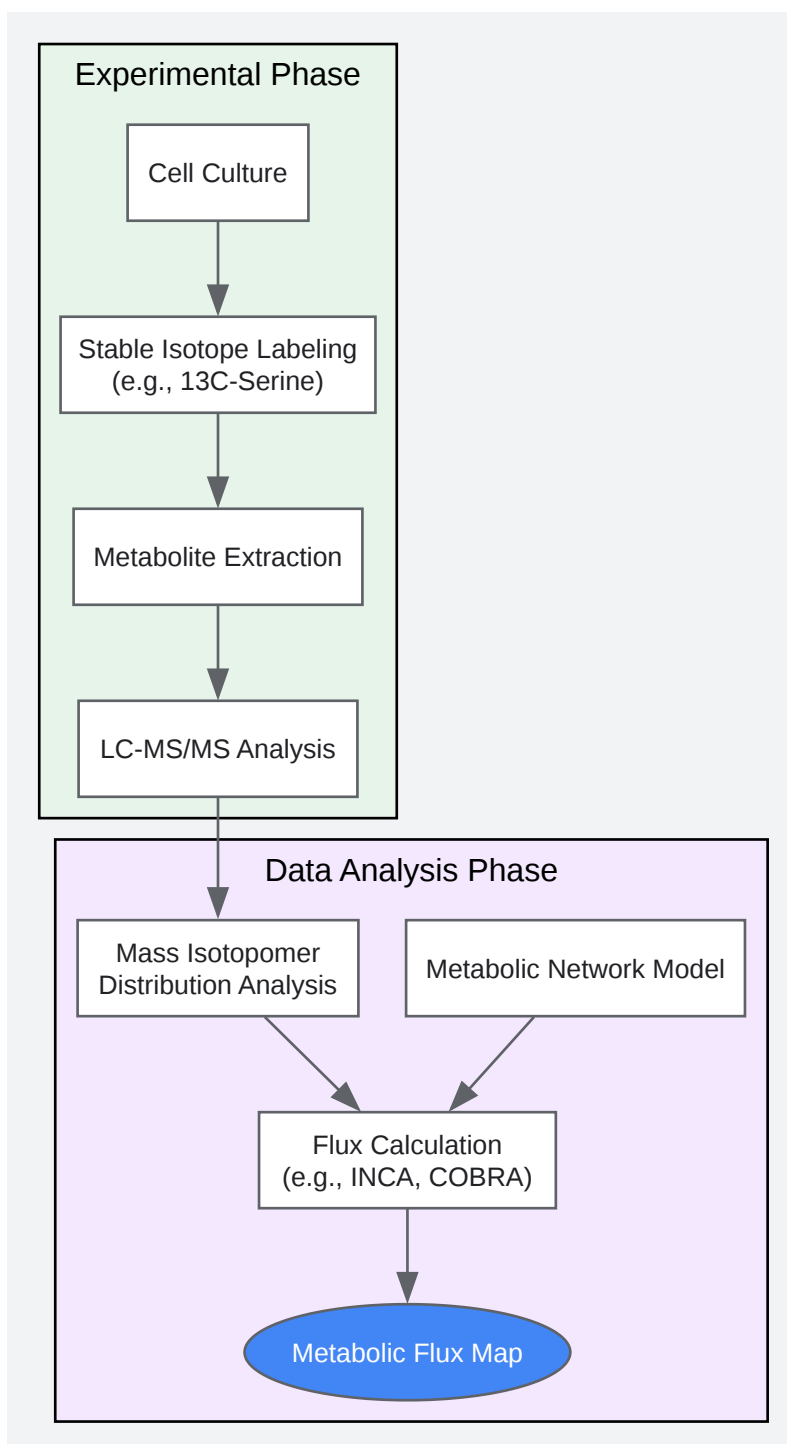 Experimental Phase
Cell Culture
Stable Isotope Labeling
(e.g., 13C-Serine)
Metabolite Extraction
LC-MS/MS Analysis
Data Analysis Phase
Mass Isotopomer
Distribution Analysis
Metabolic Network Model
Flux Calculation
(e.g., INCA, COBRA)
Metabolic Flux Map